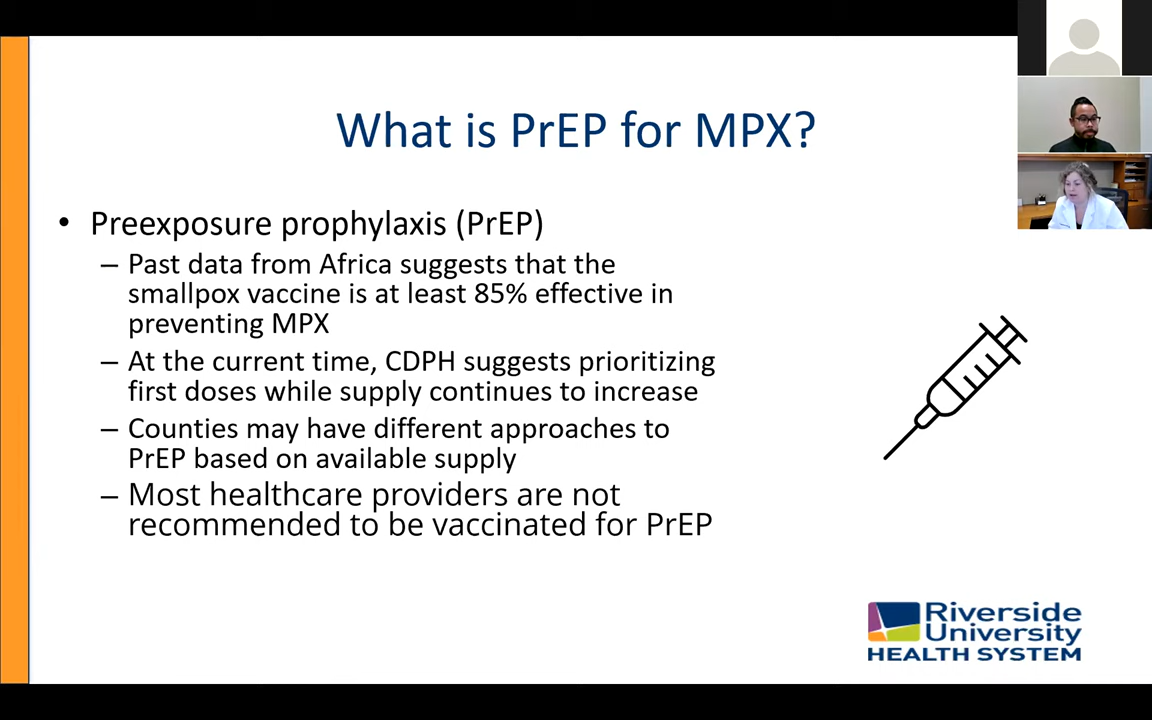 What is PrEP for MPX?
• Preexposure prophylaxis (PrEP)
– Past data from Africa suggests that the
smallpox vaccine is at least 85% effective in
preventing MPX
– At the current time, CDPH suggests prioritizing
first doses while supply continues to increase
– Counties may have different approaches to
PrEP based on available supply
– Most healthcare providers are not
recommended to be vaccinated for PrEP
Riverside
University
HEALTH SYSTEM